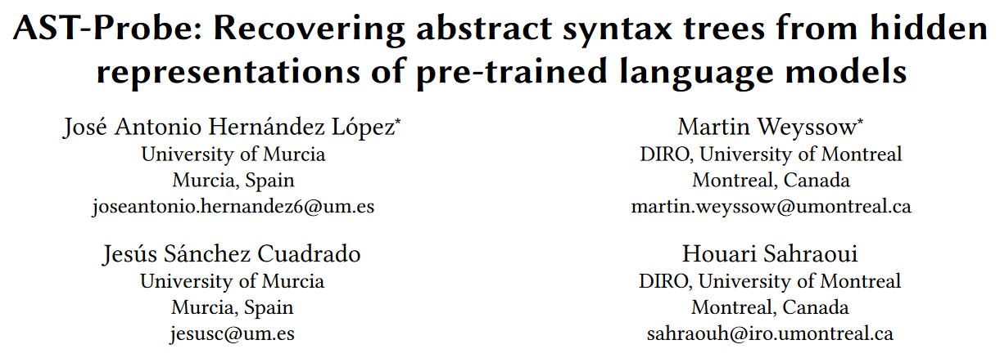 AST-Probe: Recovering abstract syntax trees from hidden
representations of pre-trained language models
José Antonio Hernández López*
University of Murcia
Murcia, Spain
joseantonio.hernandez6@um.es
Martin Weyssow*
DIRO, University of Montreal
Montreal, Canada
martin.weyssow@umontreal.ca
Jesús Sánchez Cuadrado
University of Murcia
Murcia, Spain
jesusc@um.es
Houari Sahraoui
DIRO, University of Montreal
Montreal, Canada
sahraouh@iro.umontreal.ca